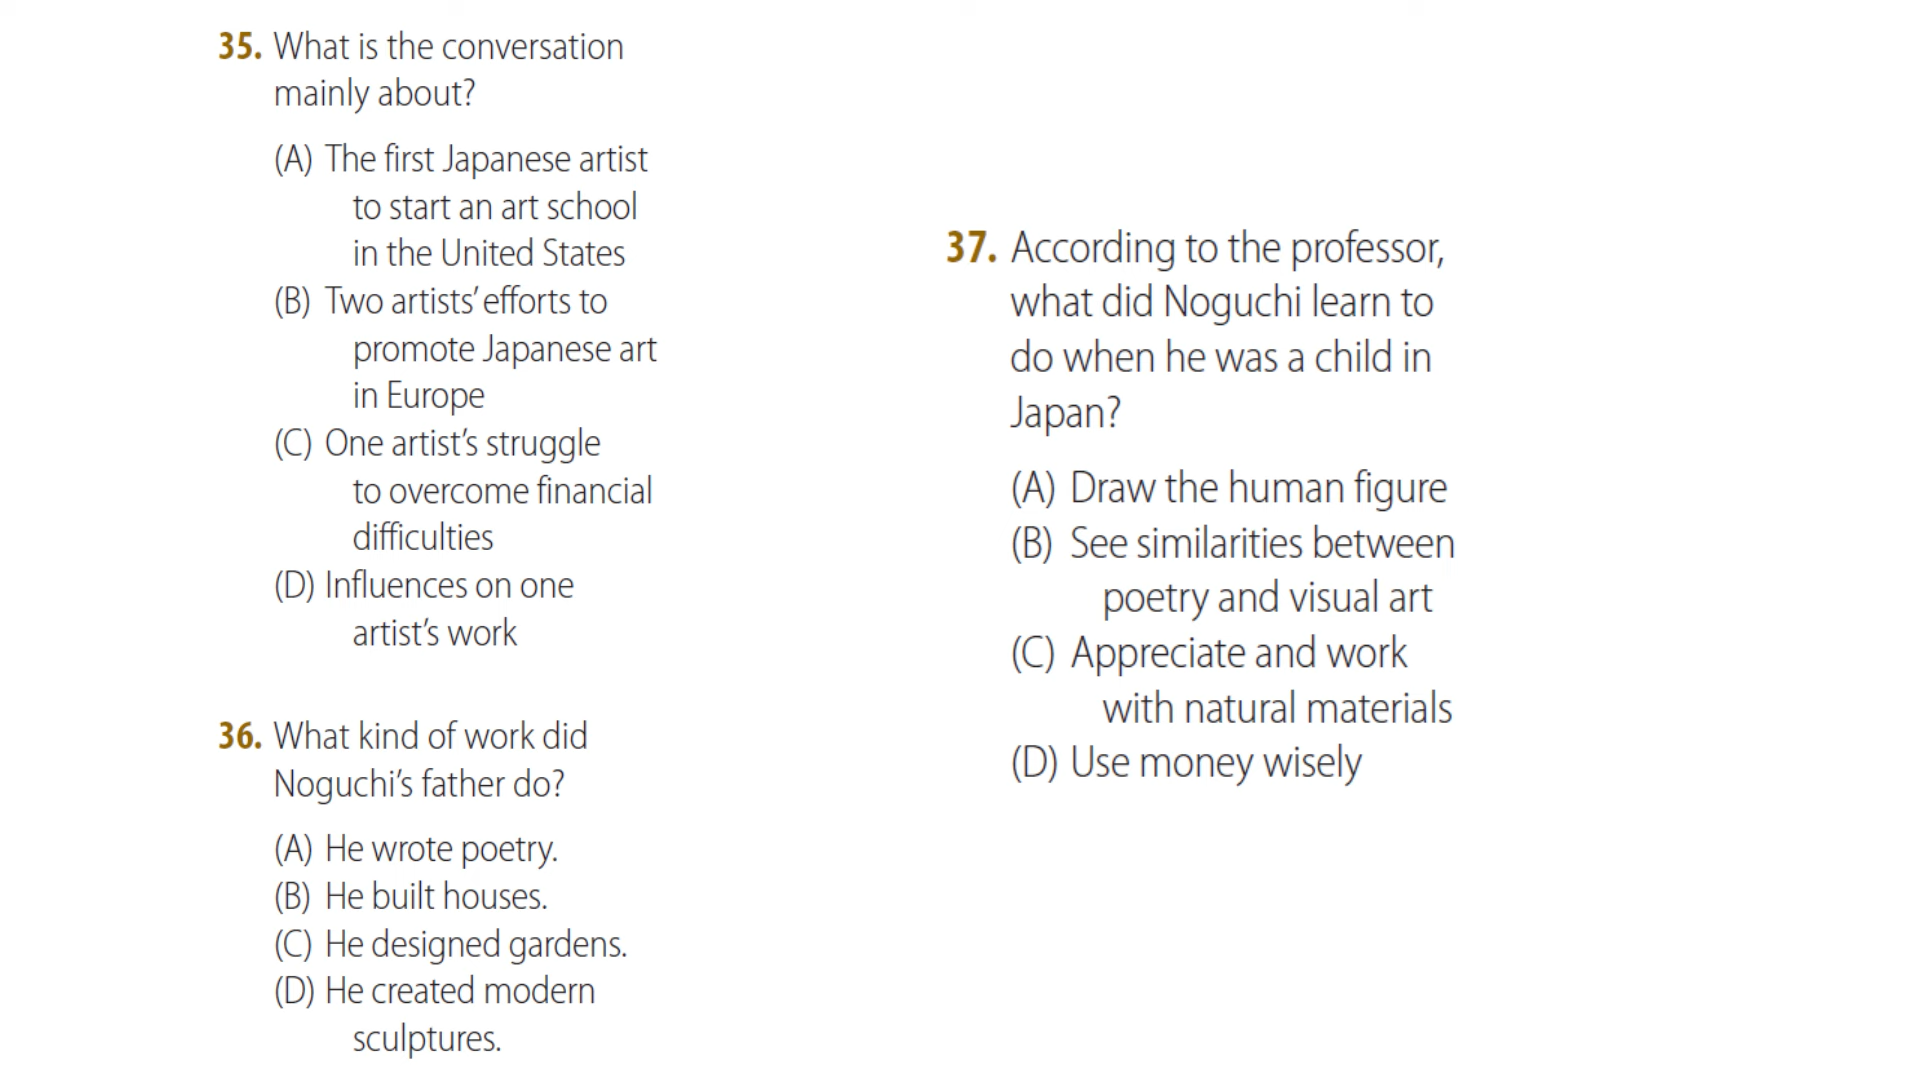 35. What is the conversation
mainly about?
(A) The first Japanese artist
to start an art school
in the United States
(B) Two artists’ efforts to
promote Japanese art
in Europe
(C) One artist’s struggle
to overcome financial
difficulties
(D) Influences on one
artist’s work
36. What kind of work did
Noguchi’s father do?
(A) He wrote poetry.
(B) He built houses.
(C) He designed gardens.
(D) He created modern
sculptures.
37. According to the professor,
what did Noguchi learn to
do when he was a child in
Japan?
(A) Draw the human figure
(B) See similarities between
poetry and visual art
(C) Appreciate and work
with natural materials
(D) Use money wisely